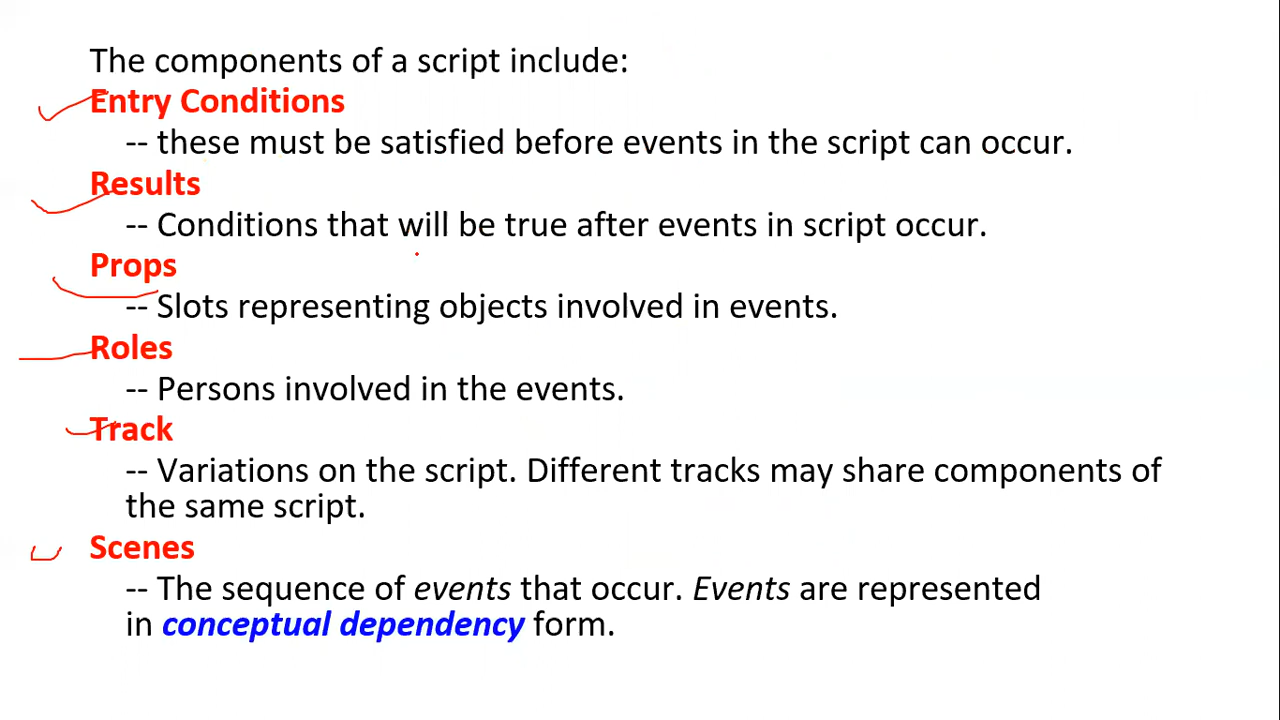 The components of a script include:
Entry Conditions
-- these must be satisfied before events in the script can occur.
Results
-- Conditions that will be true after events in script occur.
Props
-- Slots representing objects involved in events.
Roles
-- Persons involved in the events.
Track
-- Variations on the script. Different tracks may share components of
the same script.
Scenes
-- The sequence of events that occur. Events are represented
in conceptual dependency form.